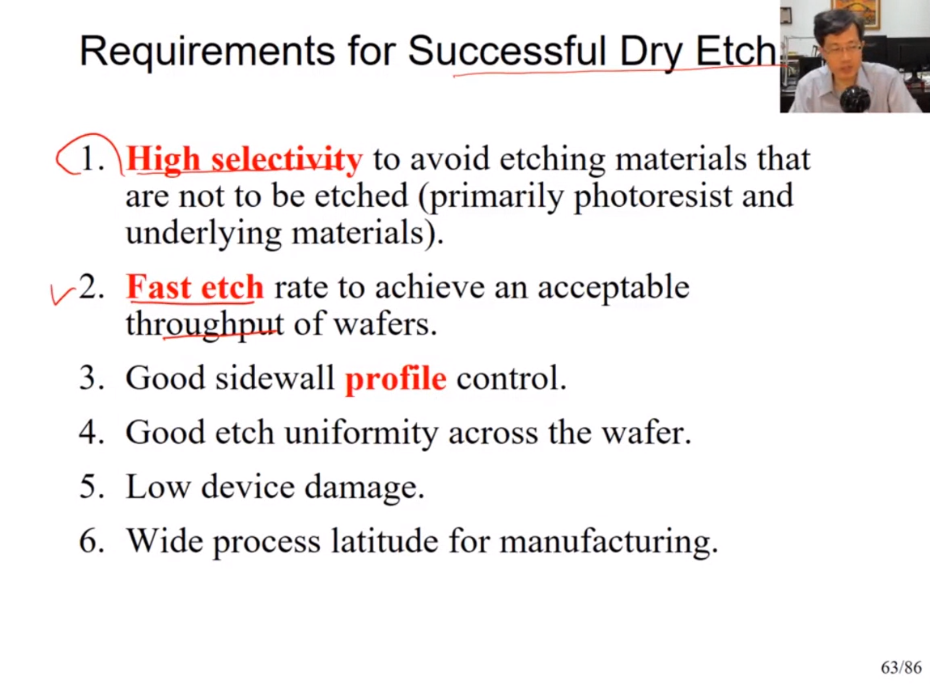 Requirements for Successful Dry Etch
1. High selectivity to avoid etching materials that
are not to be etched (primarily photoresist and
underlying materials).
2. Fast etch rate to achieve an acceptable
throughput of wafers.
3. Good sidewall profile control.
4. Good etch uniformity across the wafer.
5. Low device damage.
6. Wide process latitude for manufacturing.
63/86